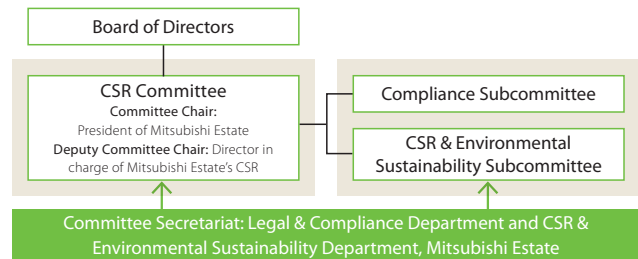 Board of Directors
CSR Committee
Committee Chair:
President of Mitsubishi Estate
Deputy Committee Chair: Director in
charge of Mitsubishi Estate's CSR
Compliance Subcommittee
CSR & Environmental
Sustainability Subcommittee
Committee Secretariat: Legal & Compliance Department and CSR &
Environmental Sustainability Department, Mitsubishi Estate